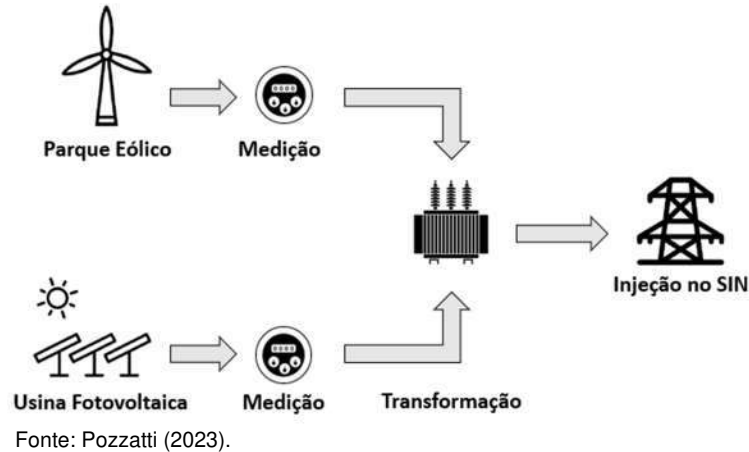 Parque Eólico
Medição
Injeção no SIN
Usina Fotovoltaica
Medição
Transformação
Fonte: Pozzatti (2023).